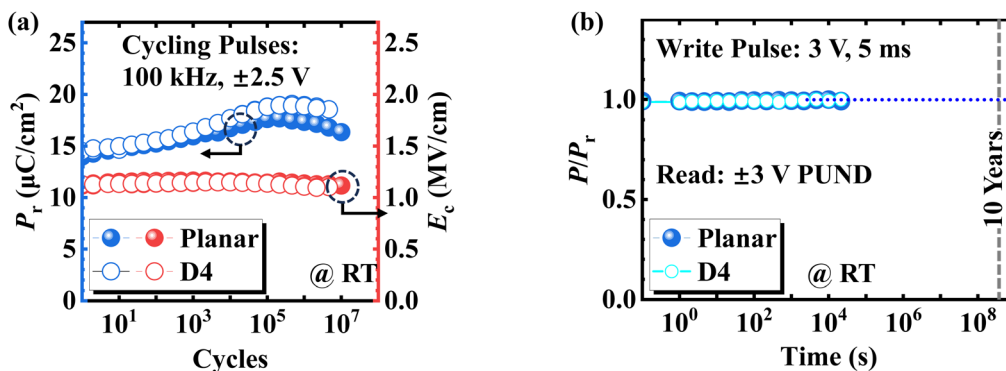 (a)
Cycling Pulses:
100 kHz, ±2.5 V
Pr (μC/cm²)
25
20
15
10
5
0
Ec (MV/cm)
2.5
2.0
1.5
1.0
0.5
0.0
Planar
D4
@ RT
10¹ 10³ 10⁵ 10⁷
Cycles
(b)
Write Pulse: 3 V, 5 ms
P/Pr
1.0
0.5
0.0
Read: ±3 V PUND
10 Years
Planar
D4
@ RT
10⁰ 10² 10⁴ 10⁶ 10⁸
Time (s)